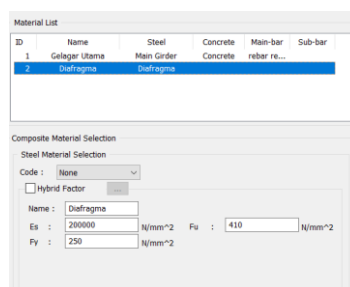 Material List
ID Name Steel Concrete Main-bar Sub-bar
1 Gelagar Utama Main Girder Concrete rebar re...
2 Diafragma Diafragma
Composite Material Selection
Steel Material Selection
Code : None
Hybrid Factor ...
Name : Diafragma
Es : 200000 N/mm^2 Fu : 410 N/mm^2
Fy : 250 N/mm^2